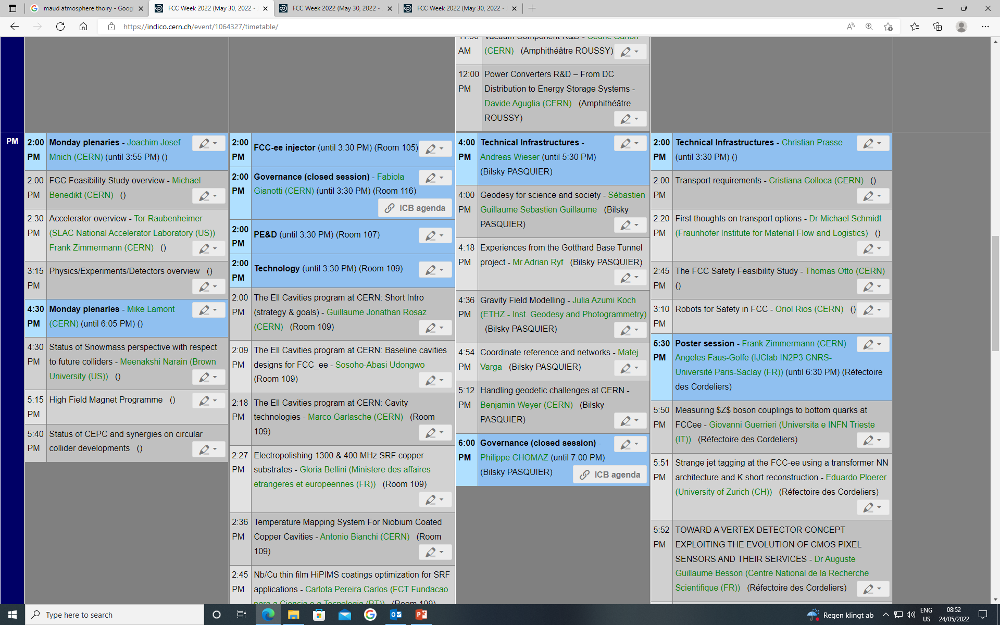 maud atmosphere thoiry - Goog
FCC Week 2022 (May 30, 2022 -
FCC Week 2022 (May 30, 2022 -
FCC Week 2022 (May 30, 2022 -
https://indico.cern.ch/event/1064327/timetable/
AM
(CERN) (Amphithéâtre ROUSSY)
12:00 PM
Power Converters R&D – From DC
Distribution to Energy Storage Systems -
Davide Aguglia (CERN) (Amphithéâtre
ROUSSY)
PM
2:00 PM
Monday plenaries - Joachim Josef
Mnich (CERN) (until 3:55 PM) ()
2:00 PM
FCC Feasibility Study overview - Michael
Benedikt (CERN) ()
2:30 PM
Accelerator overview - Tor Raubenheimer
(SLAC National Accelerator Laboratory (US))
Frank Zimmermann (CERN) ()
3:15 PM
Physics/Experiments/Detectors overview ()
4:30 PM
Monday plenaries - Mike Lamont
(CERN) (until 6:05 PM) ()
4:30 PM
Status of Snowmass perspective with respect
to future colliders - Meenakshi Narain (Brown
University (US)) ()
5:15 PM
High Field Magnet Programme ()
5:40 PM
Status of CEPC and synergies on circular
collider developments ()
2:00 PM
FCC-ee injector (until 3:30 PM) (Room 105)
2:00 PM
Governance (closed session) - Fabiola
Gianotti (CERN) (until 3:30 PM) (Room 116)
ICB agenda
2:00 PM
PE&D (until 3:30 PM) (Room 107)
2:00 PM
Technology (until 3:30 PM) (Room 109)
2:00 PM
The Ell Cavities program at CERN: Short Intro
(strategy & goals) - Guillaume Jonathan Rosaz
(CERN) (Room 109)
2:09 PM
The Ell Cavities program at CERN: Baseline cavities
designs for FCC_ee - Sosoho-Abasi Udongwo
(Room 109)
2:18 PM
The Ell Cavities program at CERN: Cavity
technologies - Marco Garlasche (CERN) (Room
109)
2:27 PM
Electropolishing 1300 & 400 MHz SRF copper
substrates - Gloria Bellini (Ministere des affaires
etrangeres et europeennes (FR)) (Room 109)
2:36 PM
Temperature Mapping System For Niobium Coated
Copper Cavities - Antonio Bianchi (CERN) (Room
109)
2:45 PM
Nb/Cu thin film HiPIMS coatings optimization for SRF
applications - Carlota Pereira Carlos (FCT Fundacao
para a Ciencia e a Tecnologia (PT)) (Room 109)
4:00 PM
Technical Infrastructures -
Andreas Wieser (until 5:30 PM)
(Bilsky PASQUIER)
4:00 PM
Geodesy for science and society - Sébastien
Guillaume Sebastien Guillaume (Bilsky
PASQUIER)
4:18 PM
Experiences from the Gotthard Base Tunnel
project - Mr Adrian Ryf (Bilsky PASQUIER)
4:36 PM
Gravity Field Modelling - Julia Azumi Koch
(ETHZ - Inst. Geodesy and Photogrammetry)
(Bilsky PASQUIER)
4:54 PM
Coordinate reference and networks - Matej
Varga (Bilsky PASQUIER)
5:12 PM
Handling geodetic challenges at CERN -
Benjamin Weyer (CERN) (Bilsky
PASQUIER)
6:00 PM
Governance (closed session) -
Philippe CHOMAZ (until 7:00 PM)
(Bilsky PASQUIER)
ICB agenda
2:00 PM
Technical Infrastructures - Christian Prasse
(until 3:30 PM) ()
2:00 PM
Transport requirements - Cristiana Colloca (CERN) ()
2:20 PM
First thoughts on transport options - Dr Michael Schmidt
(Fraunhofer Institute for Material Flow and Logistics) ()
2:45 PM
The FCC Safety Feasibility Study - Thomas Otto (CERN)
()
3:10 PM
Robots for Safety in FCC - Oriol Rios (CERN) ()
5:30 PM
Poster session - Frank Zimmermann (CERN)
Angeles Faus-Golfe (IJClab IN2P3 CNRS-
Université Paris-Saclay (FR)) (until 6:30 PM) (Réfectoire
des Cordeliers)
5:50 PM
Measuring $Z$ boson couplings to bottom quarks at
FCCee - Giovanni Guerrieri (Universita e INFN Trieste
(IT)) (Réfectoire des Cordeliers)
5:51 PM
Strange jet tagging at the FCC-ee using a transformer NN
architecture and K short reconstruction - Eduardo Ploerer
(University of Zurich (CH)) (Réfectoire des Cordeliers)
5:52 PM
TOWARD A VERTEX DETECTOR CONCEPT
EXPLOITING THE EVOLUTION OF CMOS PIXEL
SENSORS AND THEIR SERVICES - Dr Auguste
Guillaume Besson (Centre National de la Recherche
Scientifique (FR)) (Réfectoire des Cordeliers)
Type here to search
Regen klingt ab
ENG
US
08:52
24/05/2022